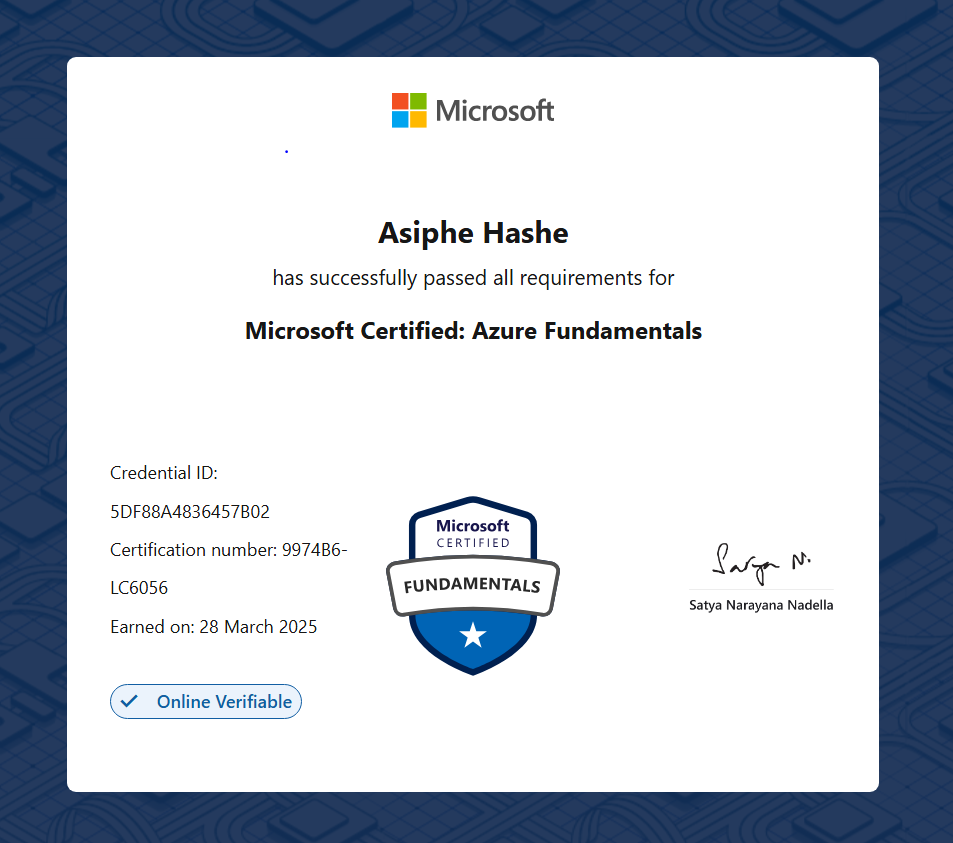 Microsoft
Asiphe Hashe
has successfully passed all requirements for
Microsoft Certified: Azure Fundamentals
Credential ID:
5DF88A4836457B02
Certification number: 9974B6-
LC6056
Earned on: 28 March 2025
Online Verifiable
Microsoft
CERTIFIED
FUNDAMENTALS
Satya N.
Satya Narayana Nadella